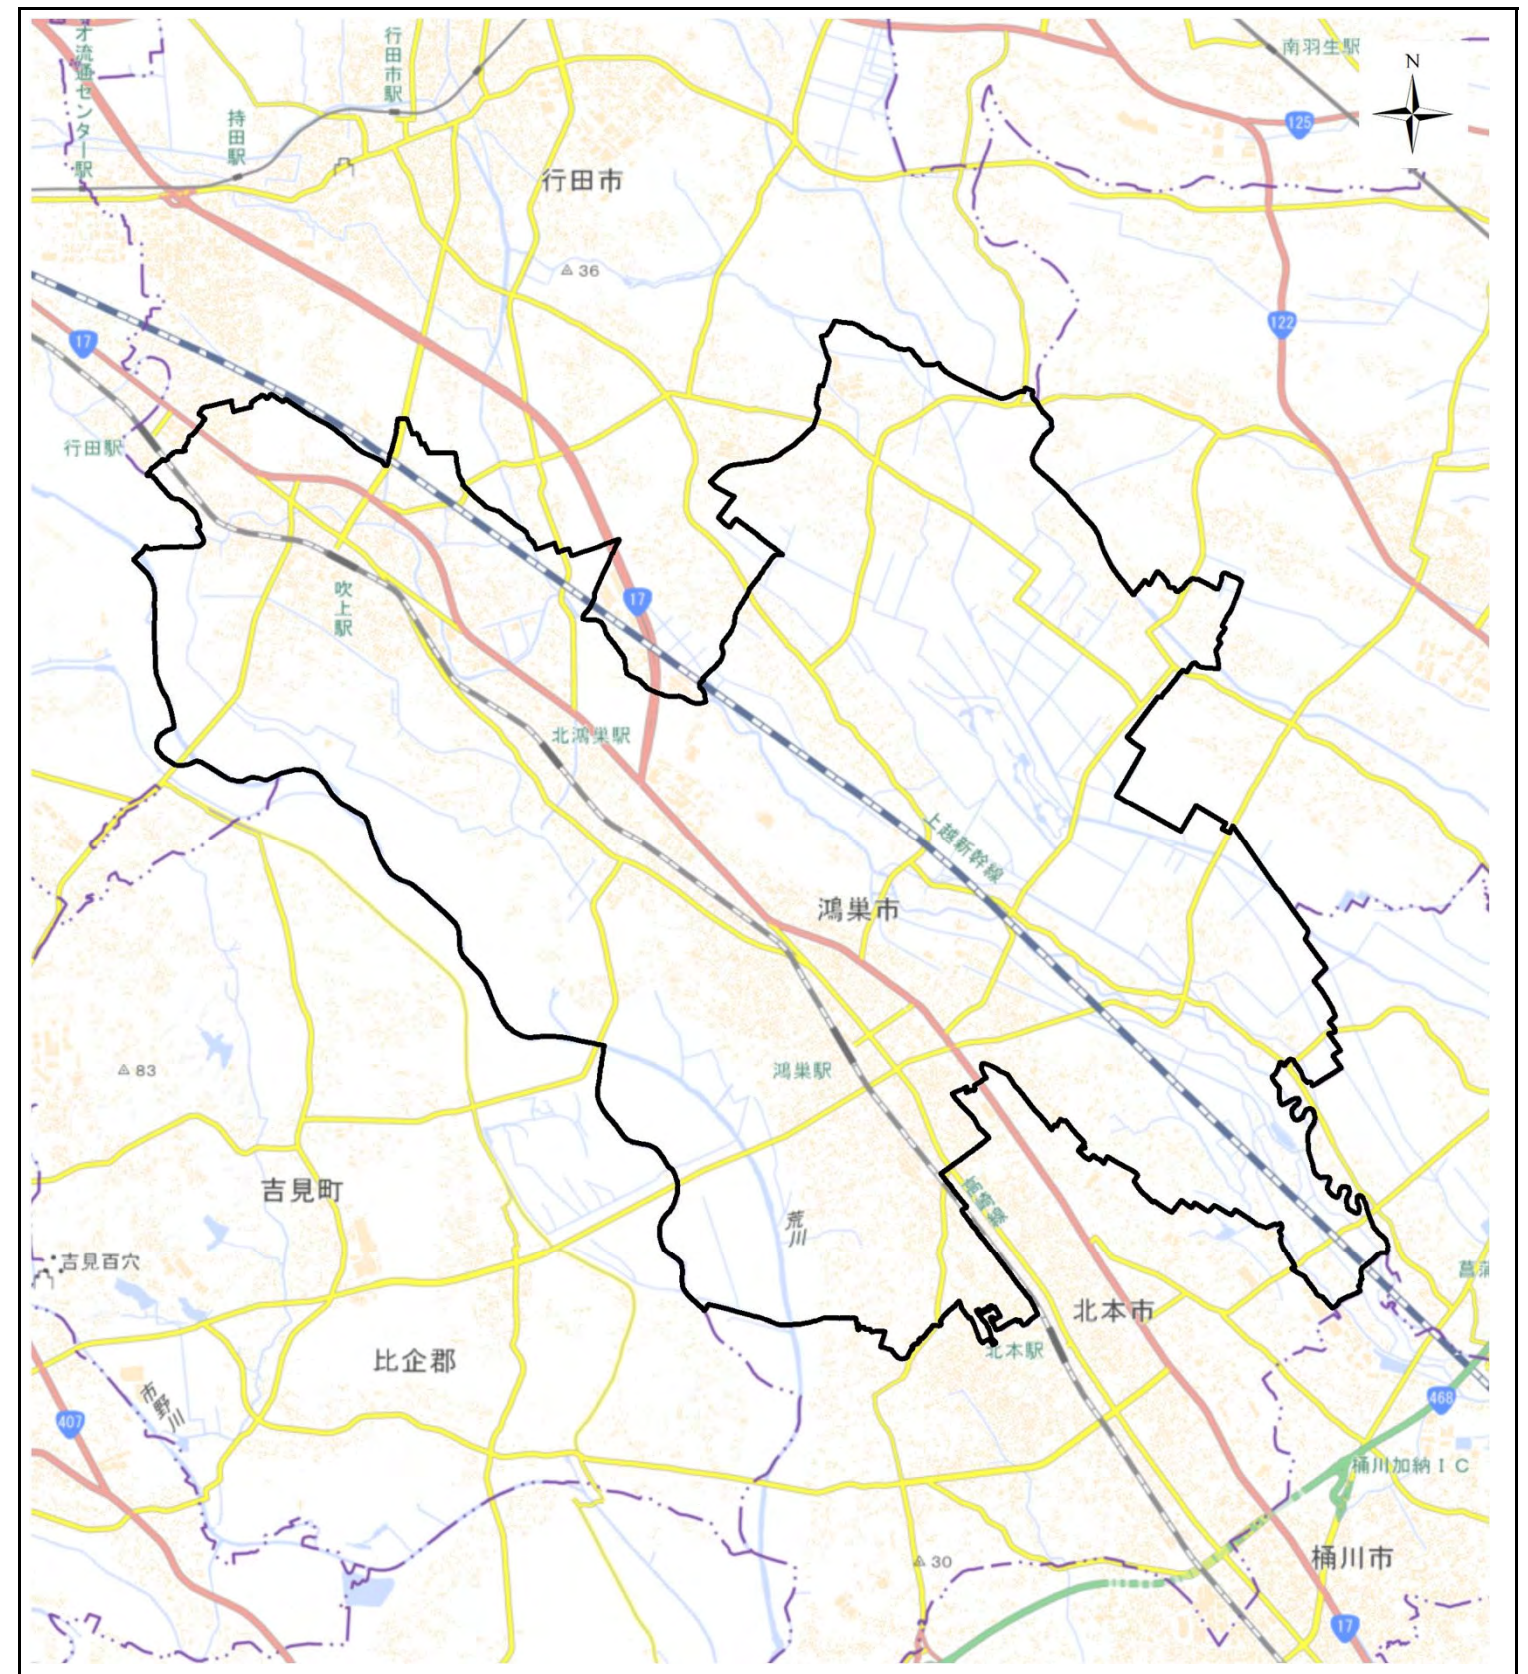 オ流通センター駅
行田市駅
持田駅
南羽生駅
N
125
行田市
36
122
17
行田駅
17
吹上駅
北鴻巣駅
上越新幹線
鴻巣市
鴻巣駅
83
吉見町
高崎線
荒川
吉見百穴
菖蒲
北本市
北本駅
比企郡
市野川
407
468
桶川加納IC
30
桶川市
17